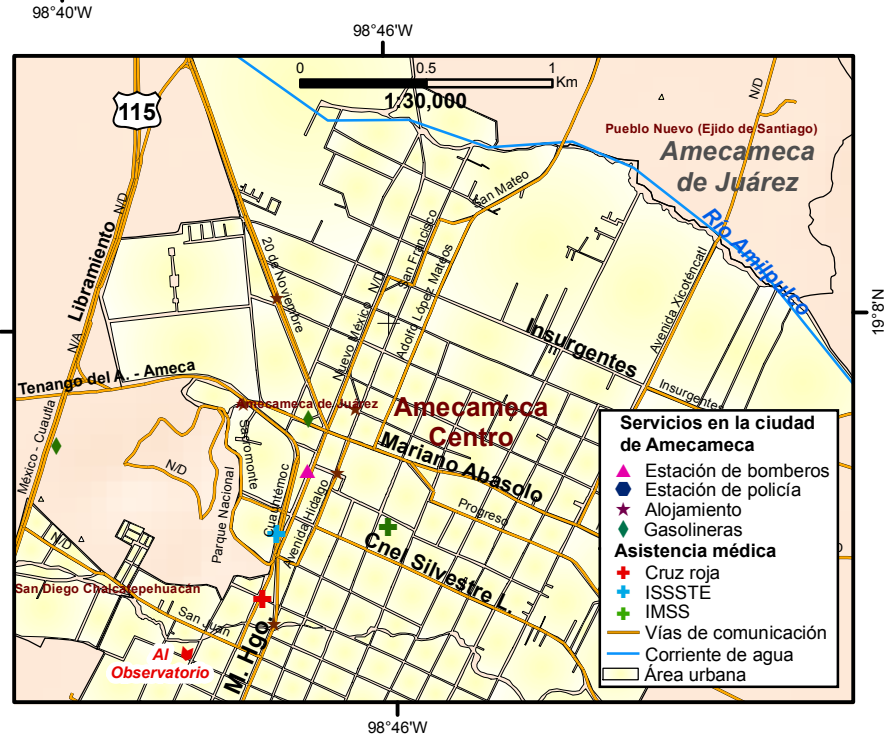 98°40'W
98°46'W
0 0.5 1
Km
1:30,000
115
N/D
Pueblo Nuevo (Ejido de Santiago)
Amecameca
de Juárez
San Mateo
N/D
Río Amilpulco
San Francisco
20 de Noviembre
Libramiento
N/D
Adolfo López Mateos
Avenida Xicoténcatl
19°8'N
Nuevo México
Insurgentes
N/A
Tenango del A. - Ameca
Insurgentes
Amecameca de Juárez
Amecameca
Centro
México - Cuautla
Sacromonte
Mariano Abasolo
N/D
Parque Nacional
Cuauhtémoc
Avenida Hidalgo
Progreso
N/D
Cnel Silvestre L.
San Diego Chalcatepehuacán
San Juan
M. Hgo.
Al
Observatorio
Servicios en la ciudad
de Amecameca
Estación de bomberos
Estación de policía
Alojamiento
Gasolineras
Asistencia médica
Cruz roja
ISSSTE
IMSS
Vías de comunicación
Corriente de agua
Área urbana
98°46'W